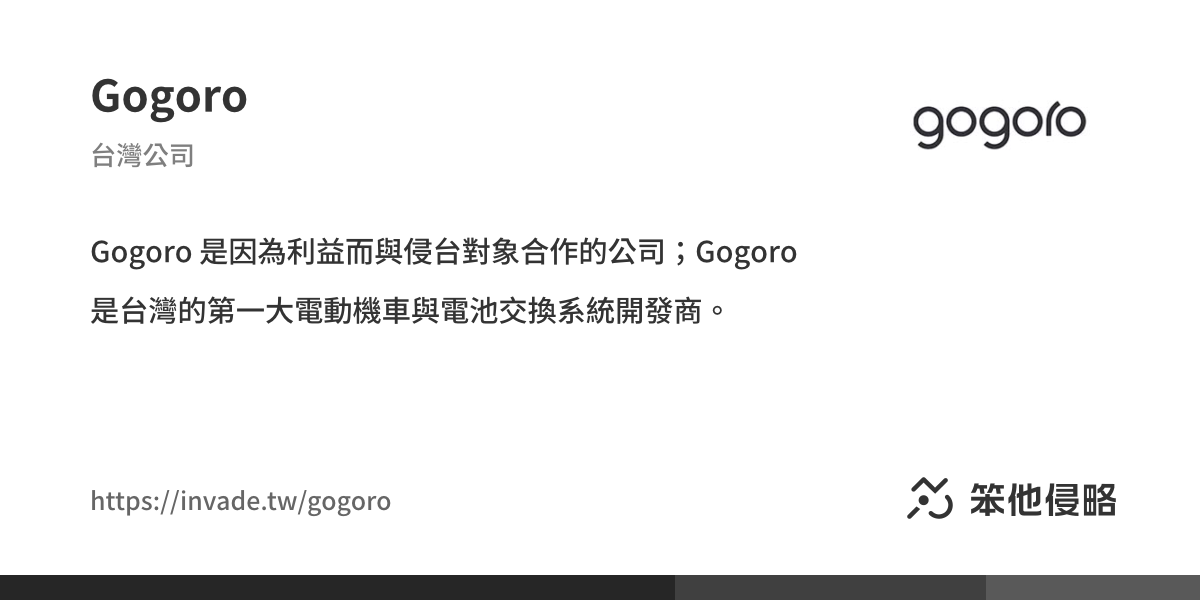 Gogoro
gogoro
台灣公司
Gogoro 是因為利益而與侵台對象合作的公司；Gogoro
是台灣的第一大電動機車與電池交換系統開發商。
https://invade.tw/gogoro
笨他侵略